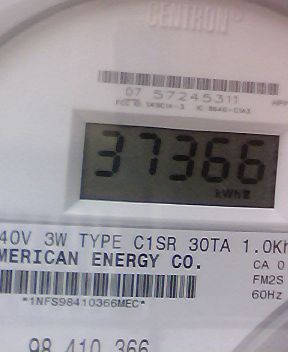 CENTRON®
07 57245311
37366
kWh
40V 3W TYPE C1SR 30TA 1.0Kh
MERICAN ENERGY CO.
CA 0
FM2S
60Hz
*1NFS98410366MEC*
98 410 366